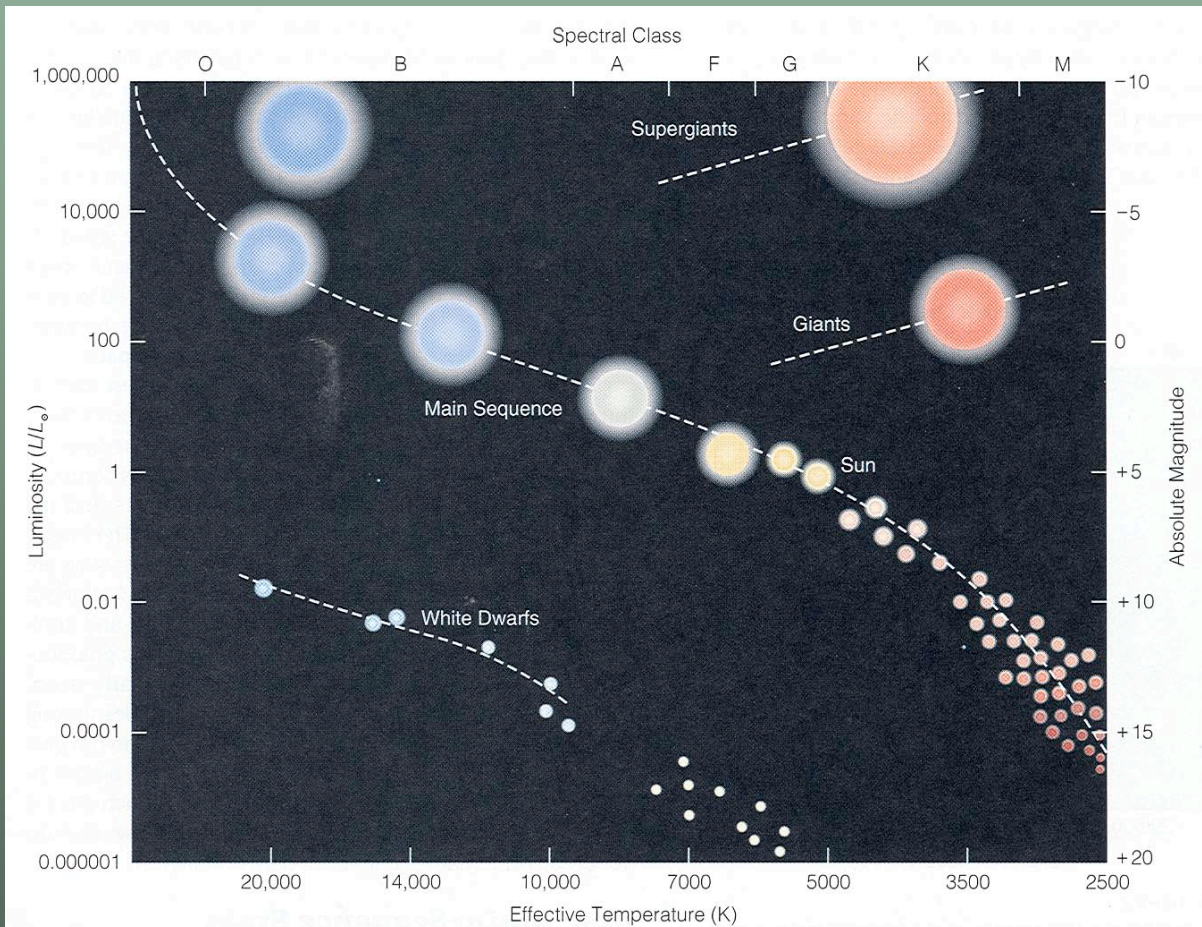 Spectral Class
O B A F G K M
1,000,000
10,000
100
1
0.01
0.0001
0.000001
Luminosity (L/L⊙)
Supergiants
Giants
Main Sequence
Sun
White Dwarfs
−10
−5
0
+5
+10
+15
+20
Absolute Magnitude
20,000 14,000 10,000 7000 5000 3500 2500
Effective Temperature (K)